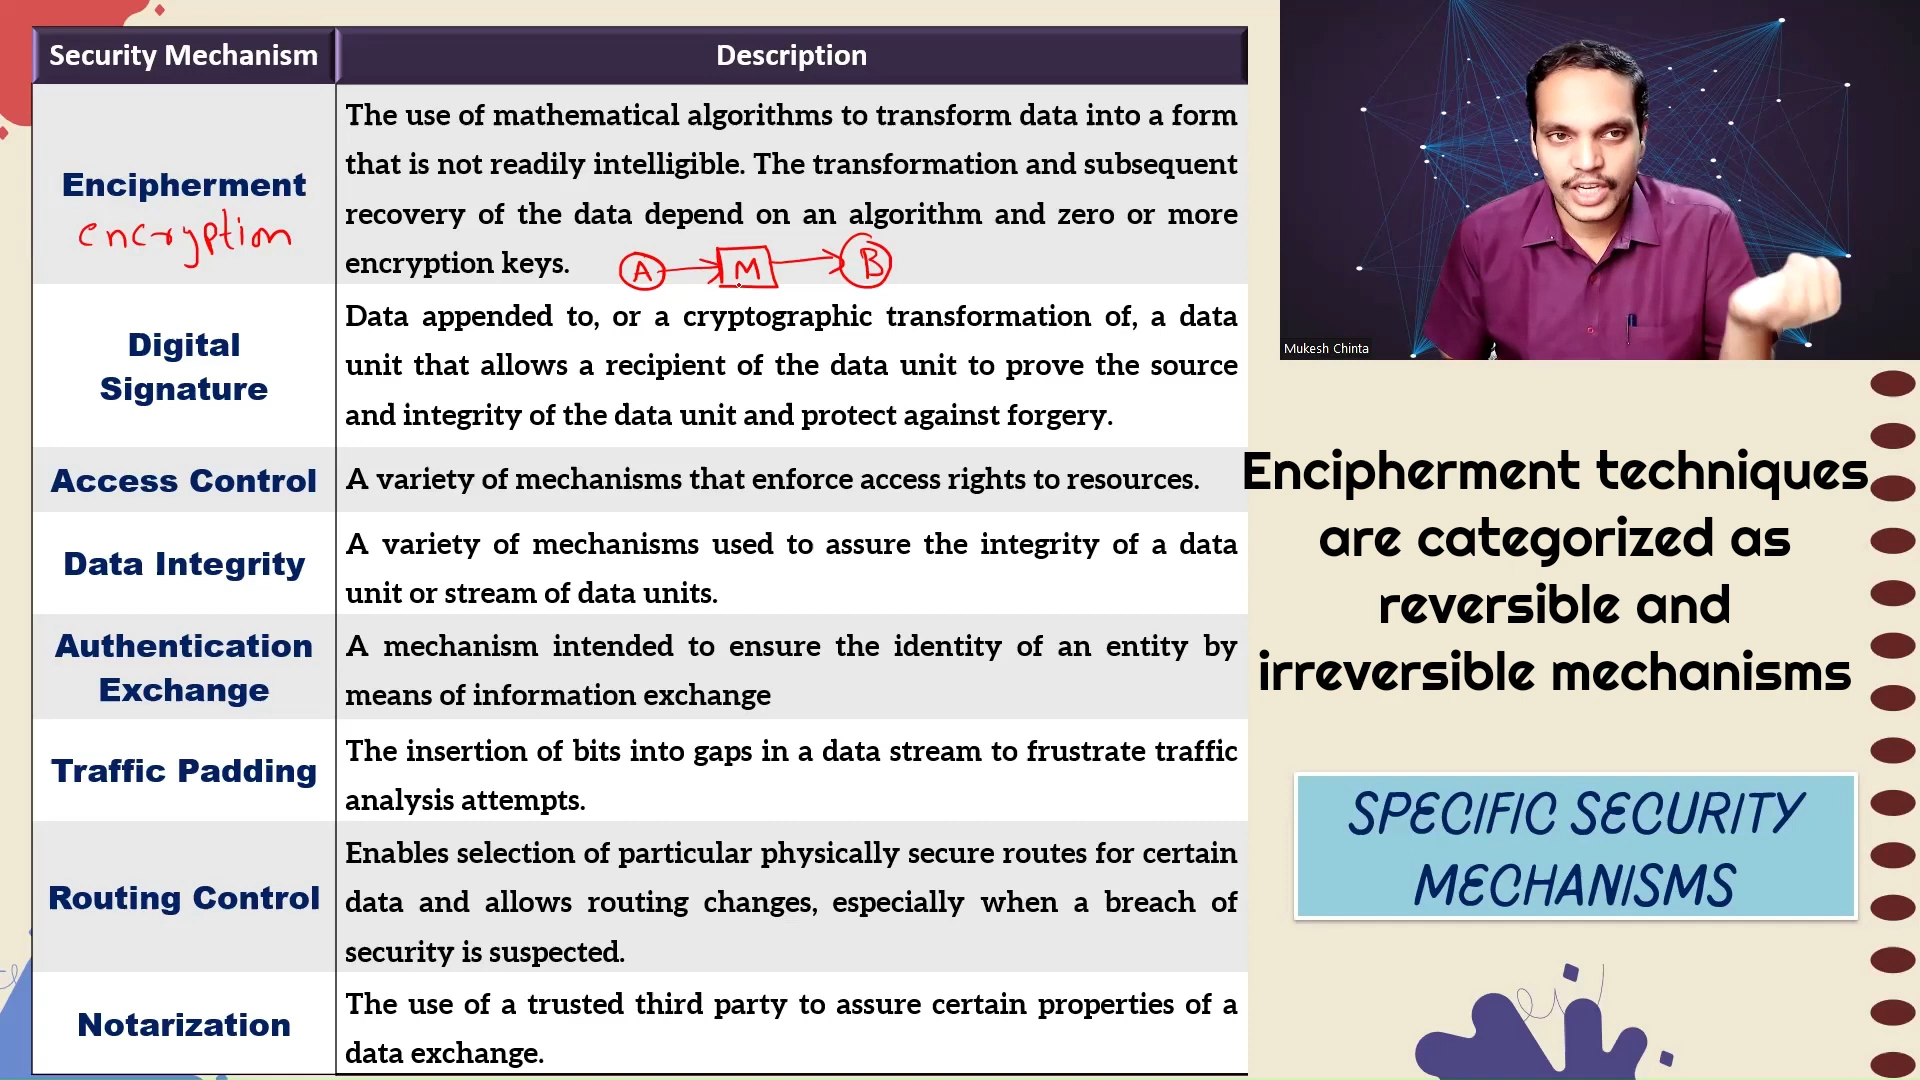 Security Mechanism
Description
Encipherment
encryption
The use of mathematical algorithms to transform data into a form
that is not readily intelligible. The transformation and subsequent
recovery of the data depend on an algorithm and zero or more
encryption keys.
A M B
Digital
Signature
Data appended to, or a cryptographic transformation of, a data
unit that allows a recipient of the data unit to prove the source
and integrity of the data unit and protect against forgery.
Access Control
A variety of mechanisms that enforce access rights to resources.
Data Integrity
A variety of mechanisms used to assure the integrity of a data
unit or stream of data units.
Authentication
Exchange
A mechanism intended to ensure the identity of an entity by
means of information exchange
Traffic Padding
The insertion of bits into gaps in a data stream to frustrate traffic
analysis attempts.
Routing Control
Enables selection of particular physically secure routes for certain
data and allows routing changes, especially when a breach of
security is suspected.
Notarization
The use of a trusted third party to assure certain properties of a
data exchange.
Mukesh Chinta
Encipherment techniques
are categorized as
reversible and
irreversible mechanisms
SPECIFIC SECURITY
MECHANISMS